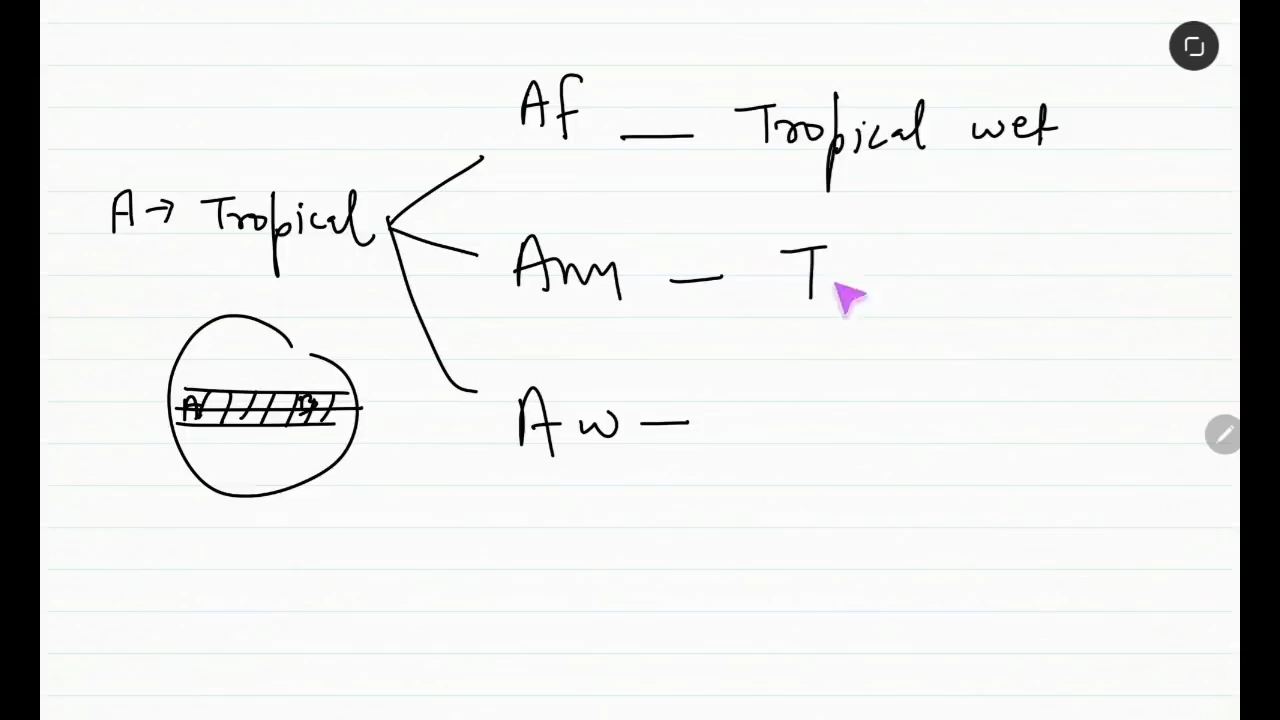 Af — Tropical wet
A → Tropical
Am — T
Aw —
A